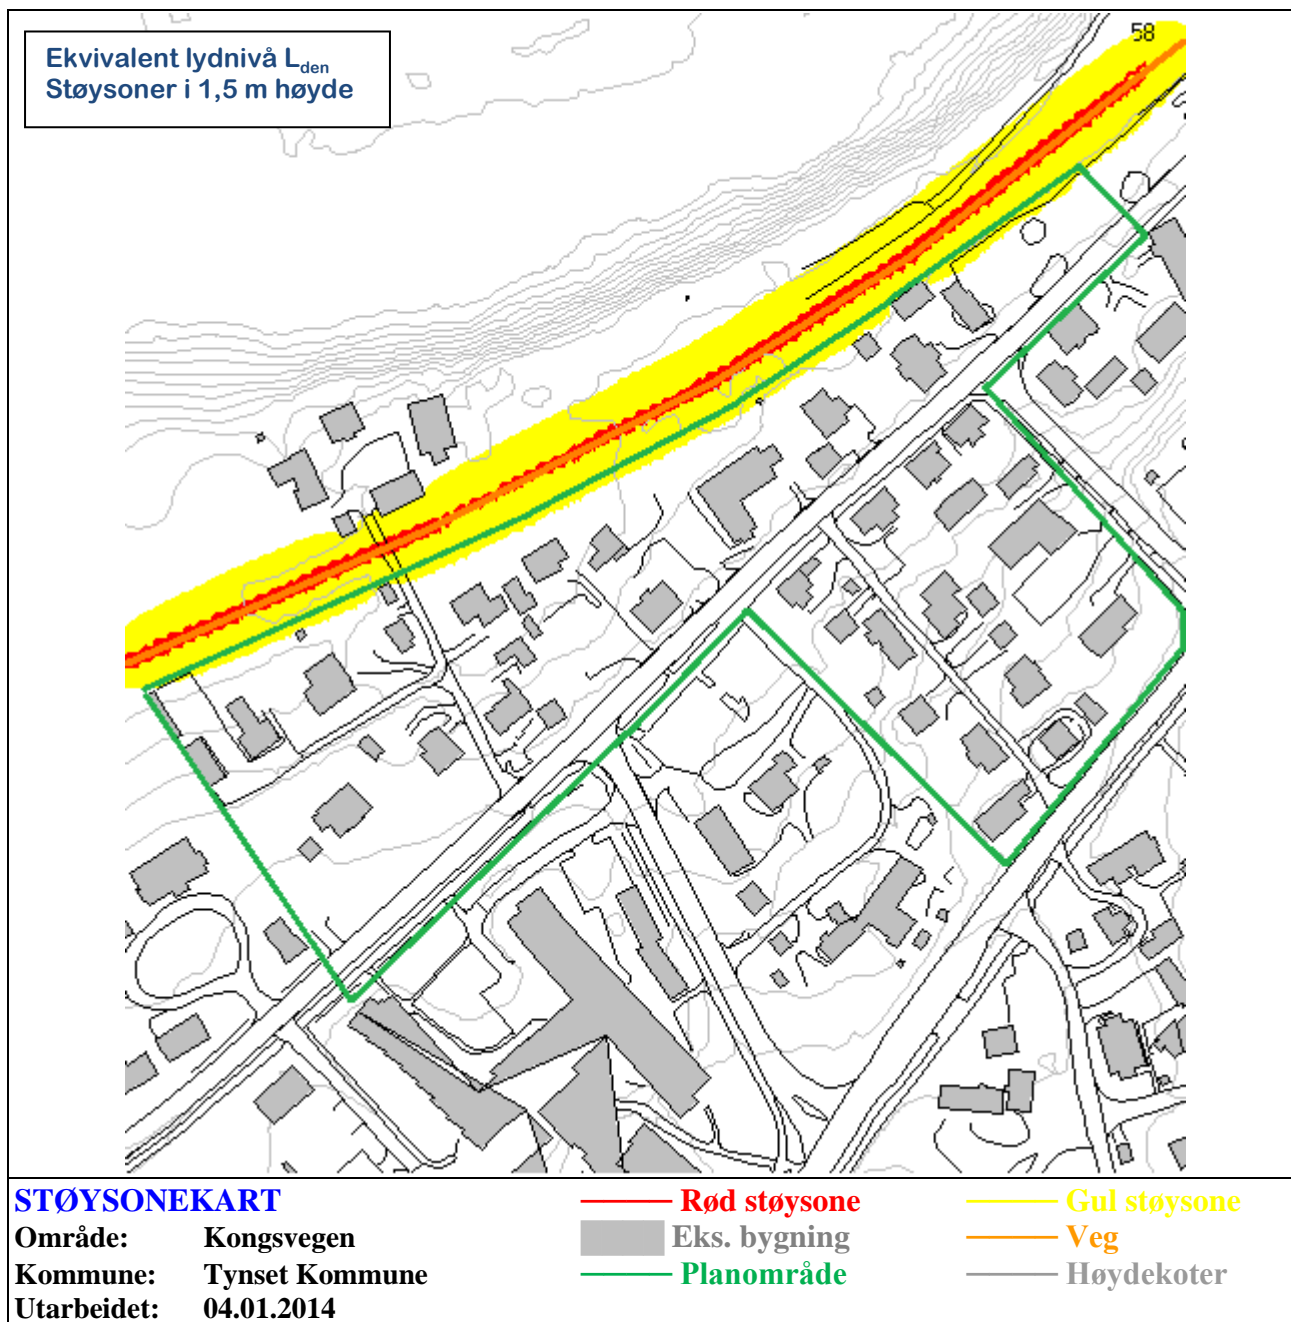 Ekvivalent lydnivå Lden
Støysoner i 1,5 m høyde
58
STØYSONEKART
Område: Kongsvegen
Kommune: Tynset Kommune
Utarbeidet: 04.01.2014
Rød støysone
Eks. bygning
Planområde
Gul støysone
Veg
Høydekoter